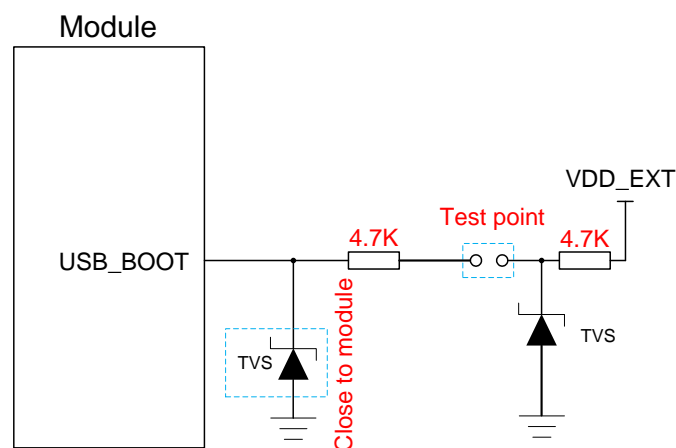 Module
VDD_EXT
Test point
4.7K
4.7K
USB_BOOT
TVS
Close to module
TVS